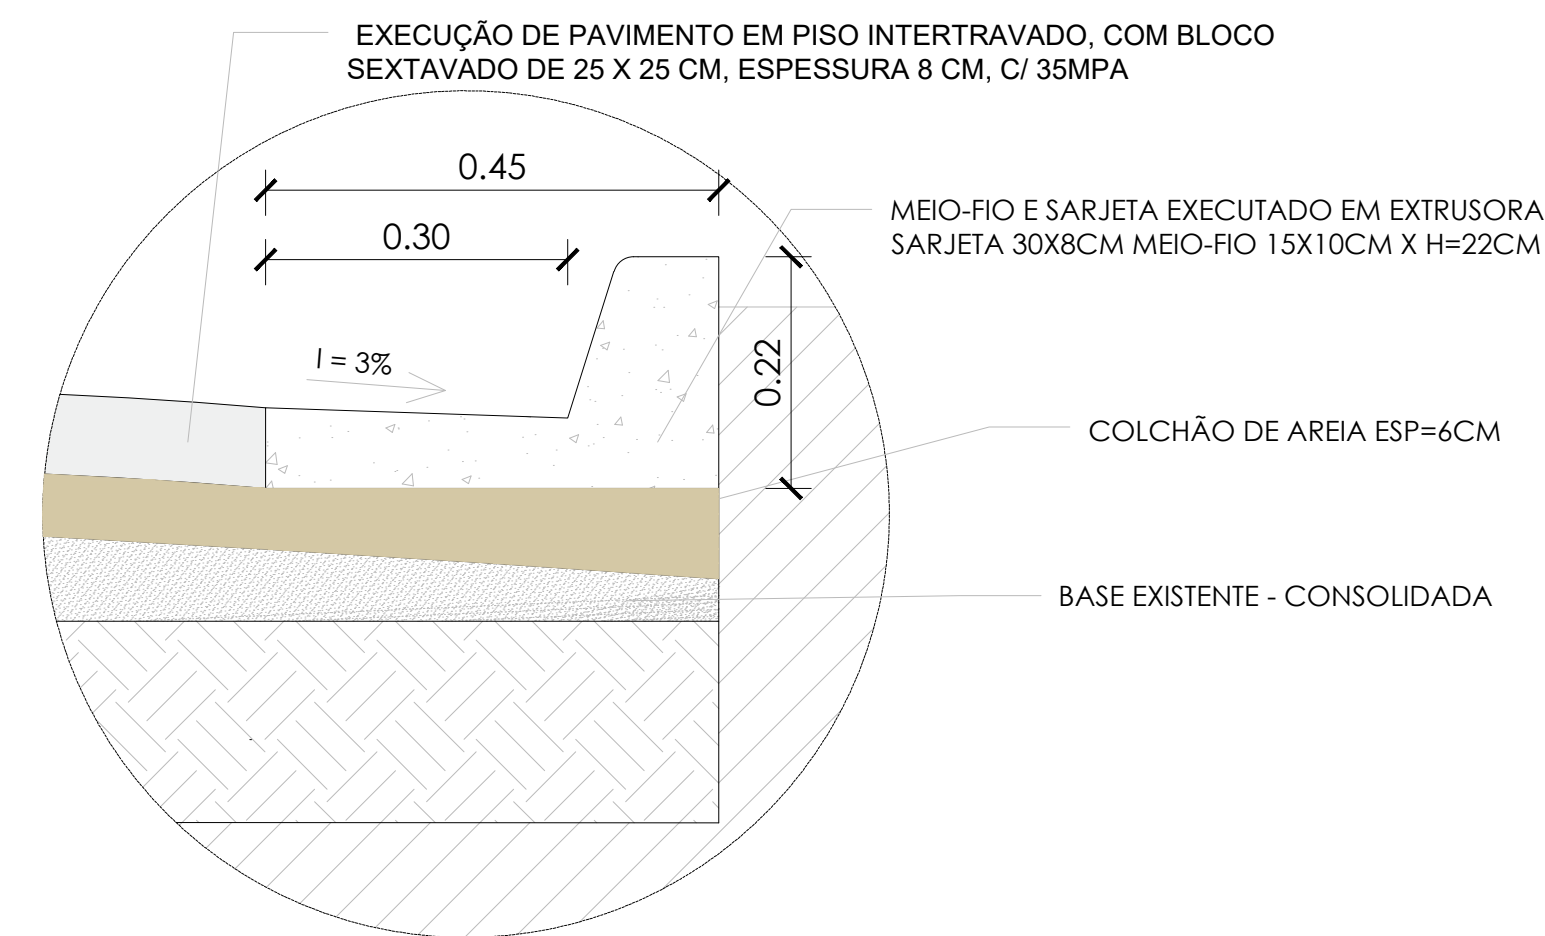 EXECUÇÃO DE PAVIMENTO EM PISO INTERTRAVADO, COM BLOCO
SEXTAVADO DE 25 X 25 CM, ESPESSURA 8 CM, C/ 35MPA
0.45
0.30
MEIO-FIO E SARJETA EXECUTADO EM EXTRUSORA
SARJETA 30X8CM MEIO-FIO 15X10CM X H=22CM
I = 3%
0.22
COLCHÃO DE AREIA ESP=6CM
BASE EXISTENTE - CONSOLIDADA